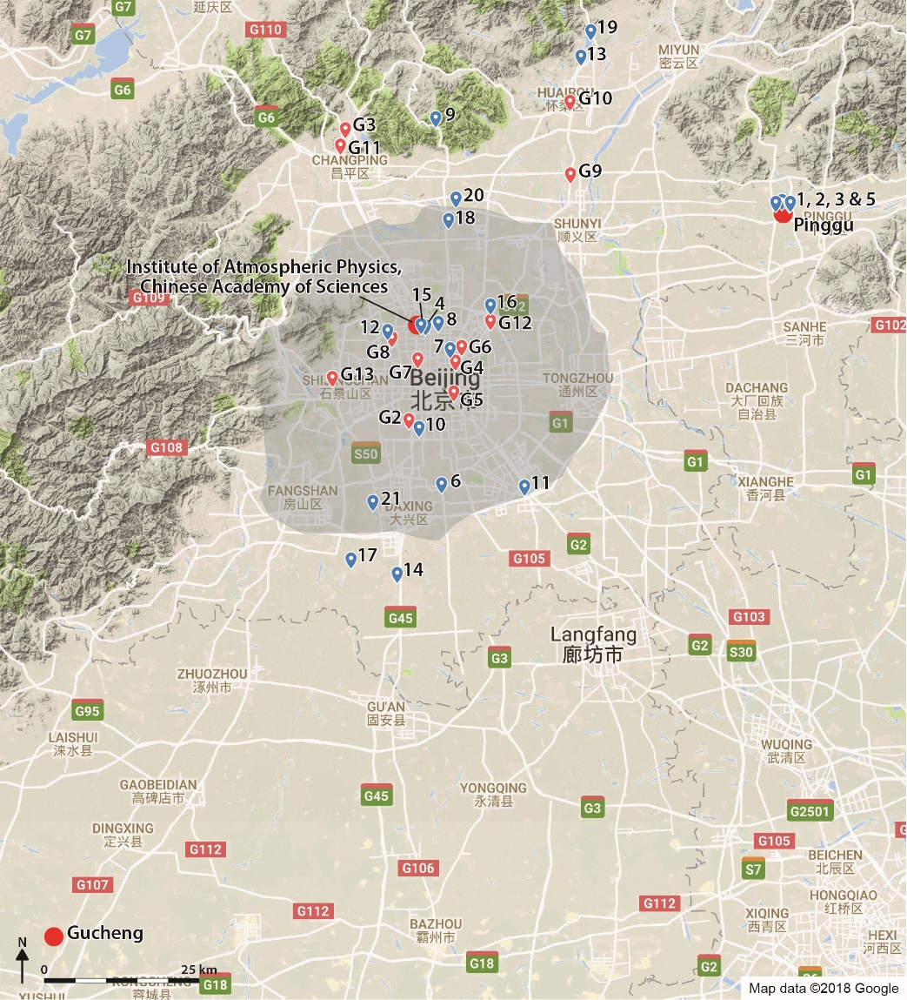 G7
延庆区
G7
G110
19
MIYUN
密云区
13
G6
HUAIROU
怀柔区
G10
G6
9
G3
G11
CHANGPING
昌平区
G9
20
1, 2, 3 & 5
PINGGU
Pinggu
18
SHUNYI
顺义区
Institute of Atmospheric Physics,
Chinese Academy of Sciences
G109
15
4
16
8
G12
12
G102
SANHE
三河市
G8
7
G6
G4
G7
G13
Beijing
北京市
SHIJINGSHAN
石景山区
TONGZHOU
通州区
DACHANG
大厂回族
自治县
G5
G2
10
G1
G108
S50
G1
G1
6
11
XIANGHE
香河县
FANGSHAN
房山区
21
DAXING
大兴区
G2
17
G105
14
G45
G103
Langfang
廊坊市
G2
S30
G3
ZHUOZHOU
涿州市
G95
GU'AN
固安县
LAISHUI
涞水县
WUQING
武清区
GAOBEIDIAN
高碑店市
YONGQING
永清县
G45
G3
G2501
DINGXING
定兴县
G112
G105
G106
S7
BEICHEN
北辰区
G107
HONGQIAO
红桥区
G112
G112
XIQING
西青区
BAZHOU
霸州市
HEXI
河西区
Gucheng
N
0
25 km
G18
G2
RONGCHENG
容城县
G18
XUSHUI
Map data ©2018 Google